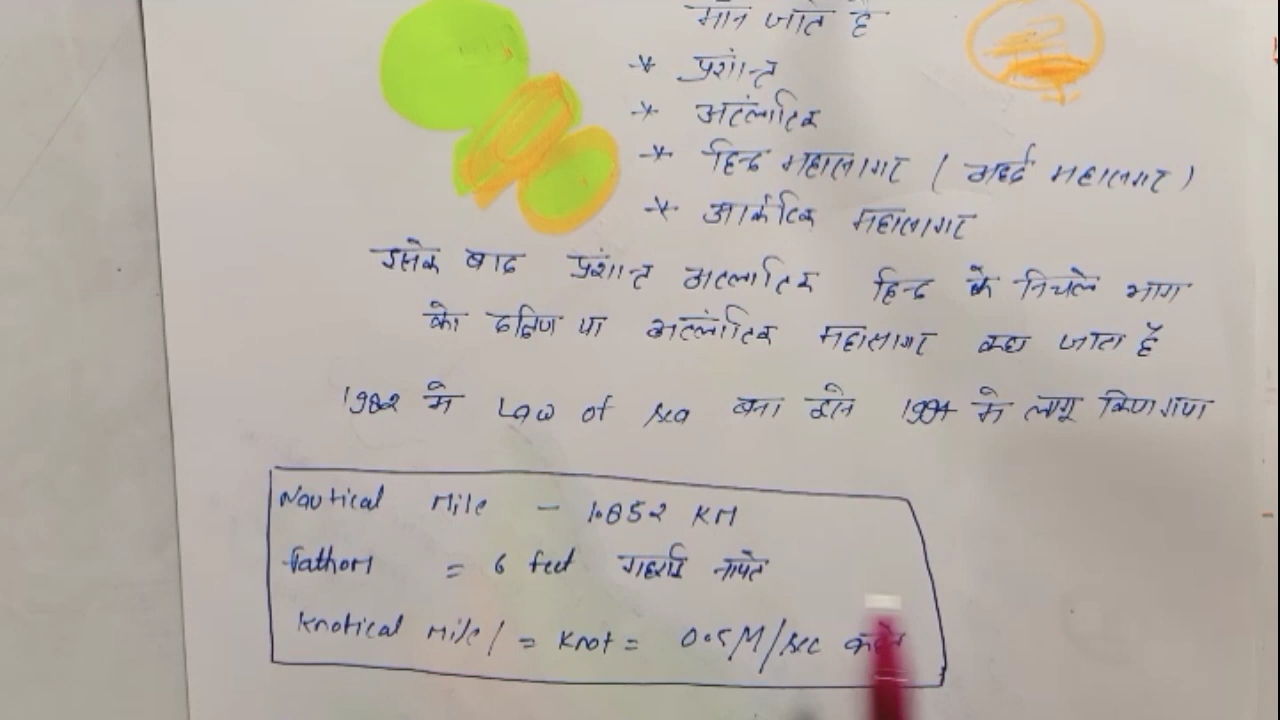 माने जाते है
-* प्रशान्त
-* अटलांटिक
-* हिन्द महासागर ( अर्द्ध महासागर )
-* आर्कटिक महासागर
इसके बाद प्रशांत अटलांटिक हिन्द के निचले भाग
को दक्षिण या अटलांटिक महासागर कहा जाता है
1982 मे Law of sea बना 1994 मे लागू किया गया
Nautical Mile - 1.852 KM
Fathom = 6 feet गहराई नापते
Knotical Mile / = Knot = 0.5 M/sec